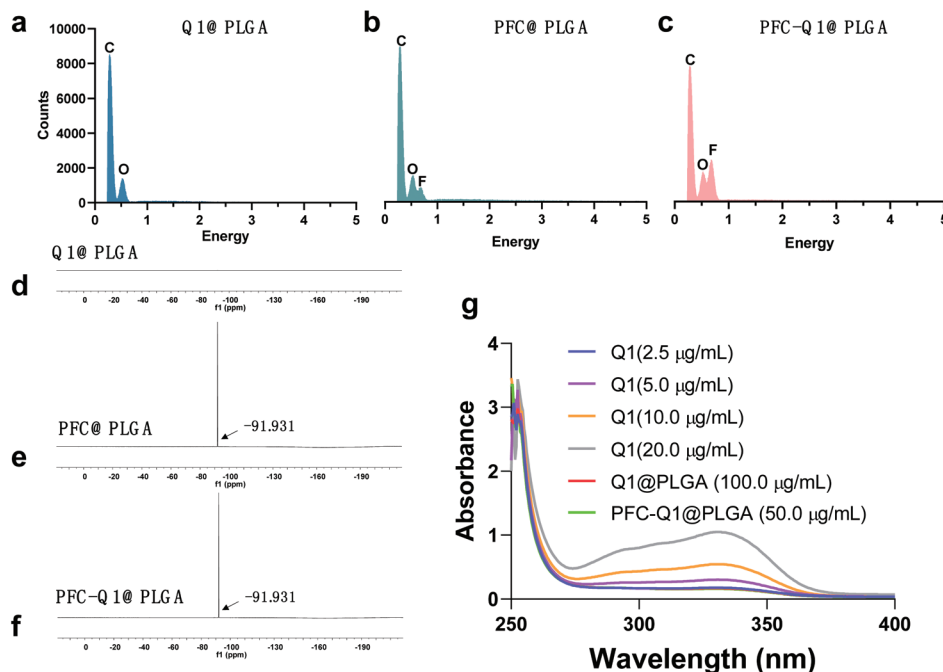 a
Q1@ PLGA
Counts
10000
8000
6000
4000
2000
0
C
O
0 1 2 3 4 5
Energy
b
PFC@ PLGA
C
O
F
0 1 2 3 4 5
Energy
c
PFC-Q1@ PLGA
C
O
F
0 1 2 3 4 5
Energy
d
Q1@ PLGA
0 -20 -40 -60 -80 -100 -120 -140 -160 -190
f1 (ppm)
e
PFC@ PLGA
-91.931
0 -20 -40 -60 -80 -100 -120 -140 -160 -190
f1 (ppm)
f
PFC-Q1@ PLGA
-91.931
0 -20 -40 -60 -80 -100 -120 -140 -160 -190
f1 (ppm)
g
Absorbance
4
3
2
1
0
Q1(2.5 μg/mL)
Q1(5.0 μg/mL)
Q1(10.0 μg/mL)
Q1(20.0 μg/mL)
Q1@PLGA (100.0 μg/mL)
PFC-Q1@PLGA (50.0 μg/mL)
250 300 350 400
Wavelength (nm)